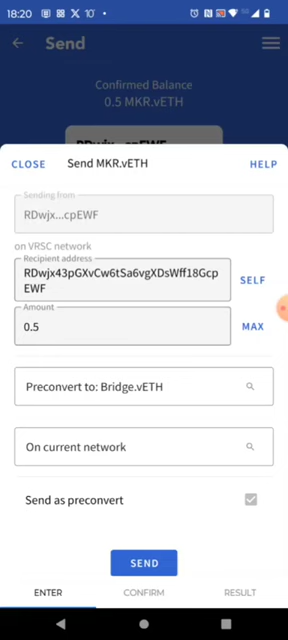 18:20
Send
Confirmed Balance
0.5 MKR.vETH
CLOSE
Send MKR.vETH
HELP
Sending from
RDwjx...cpEWF
on VRSC network
Recipient address
RDwjx43pGXvCw6tSa6vgXDsWff18Gcp
EWF
SELF
Amount
0.5
MAX
Preconvert to: Bridge.vETH
On current network
Send as preconvert
SEND
ENTER
CONFIRM
RESULT